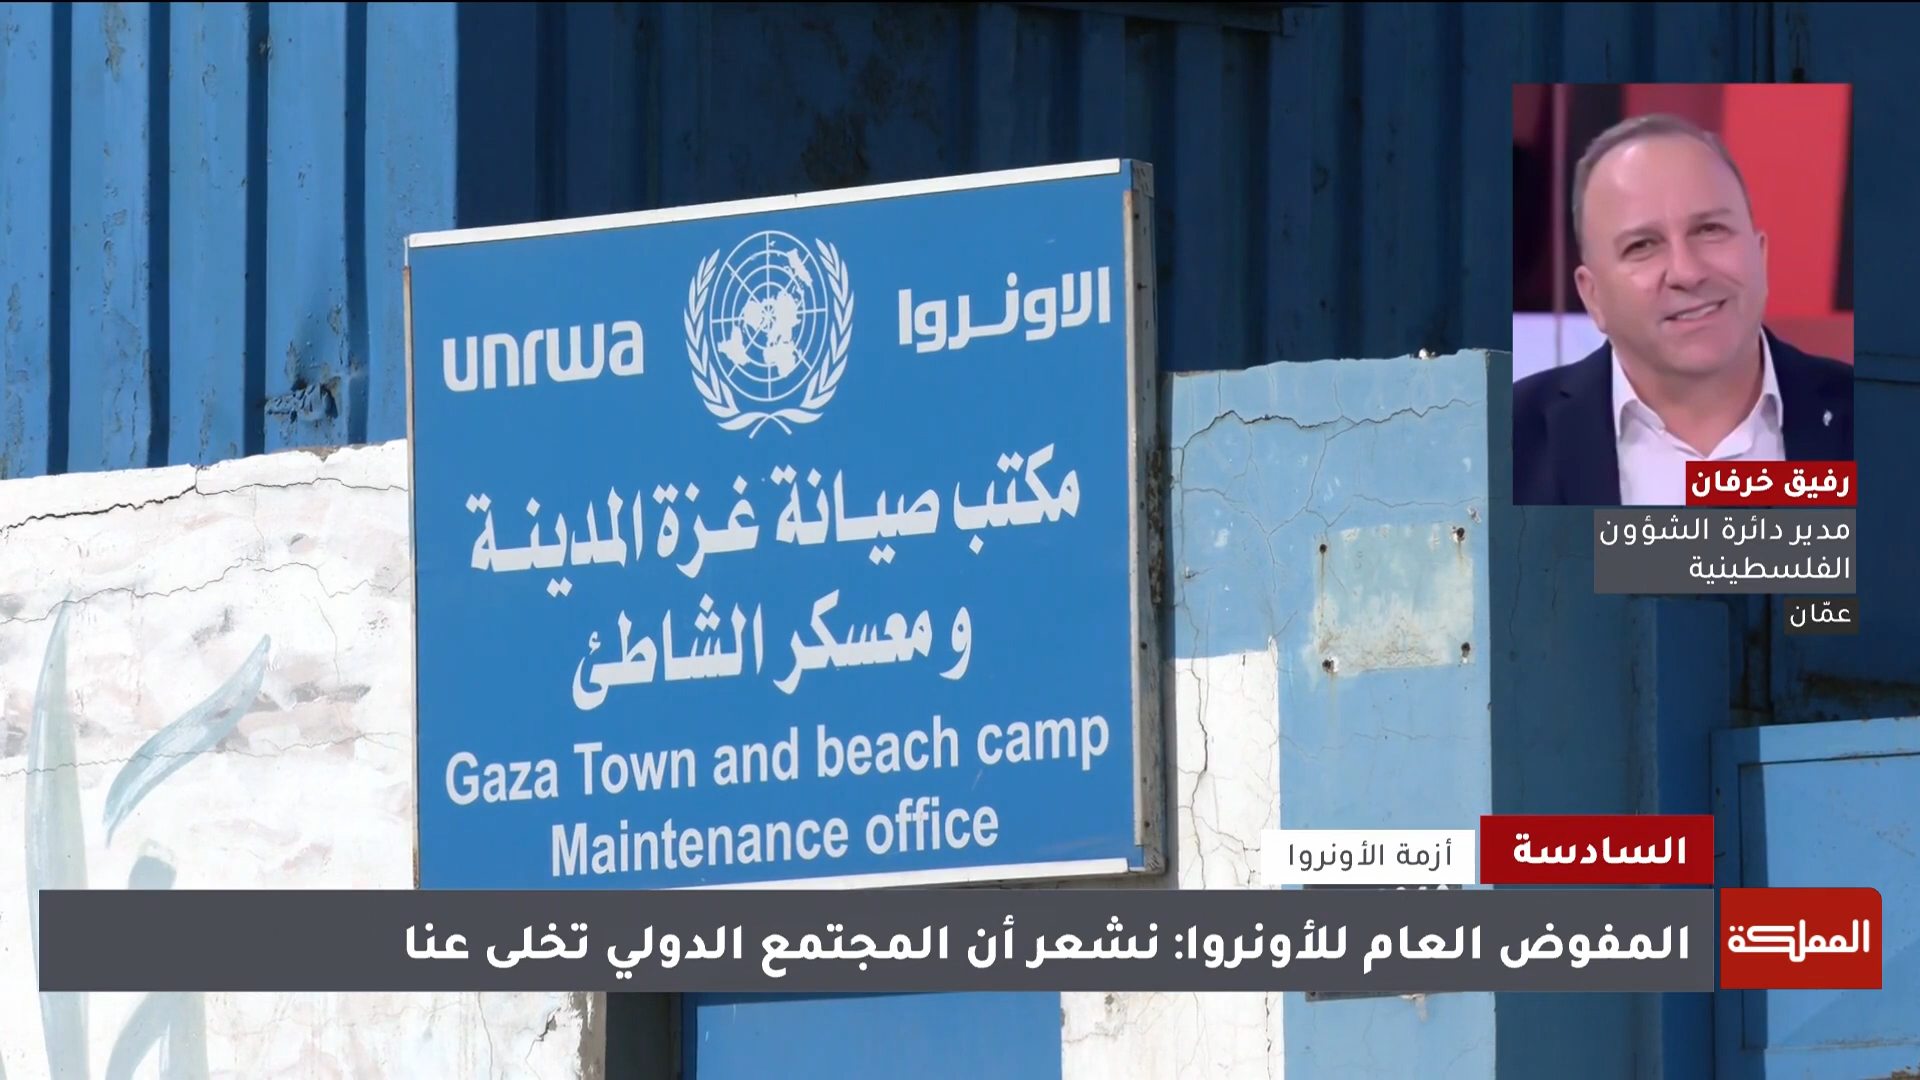 unrwa
الاونروا
مكتب صيانة غزة المدينة
و معسكر الشاطئ
Gaza Town and beach camp
Maintenance office
رفيق خرفان
مدير دائرة الشؤون
الفلسطينية
عمّان
السادسة
أزمة الأونروا
المفوض العام للأونروا: نشعر أن المجتمع الدولي تخلى عنا
المملكة